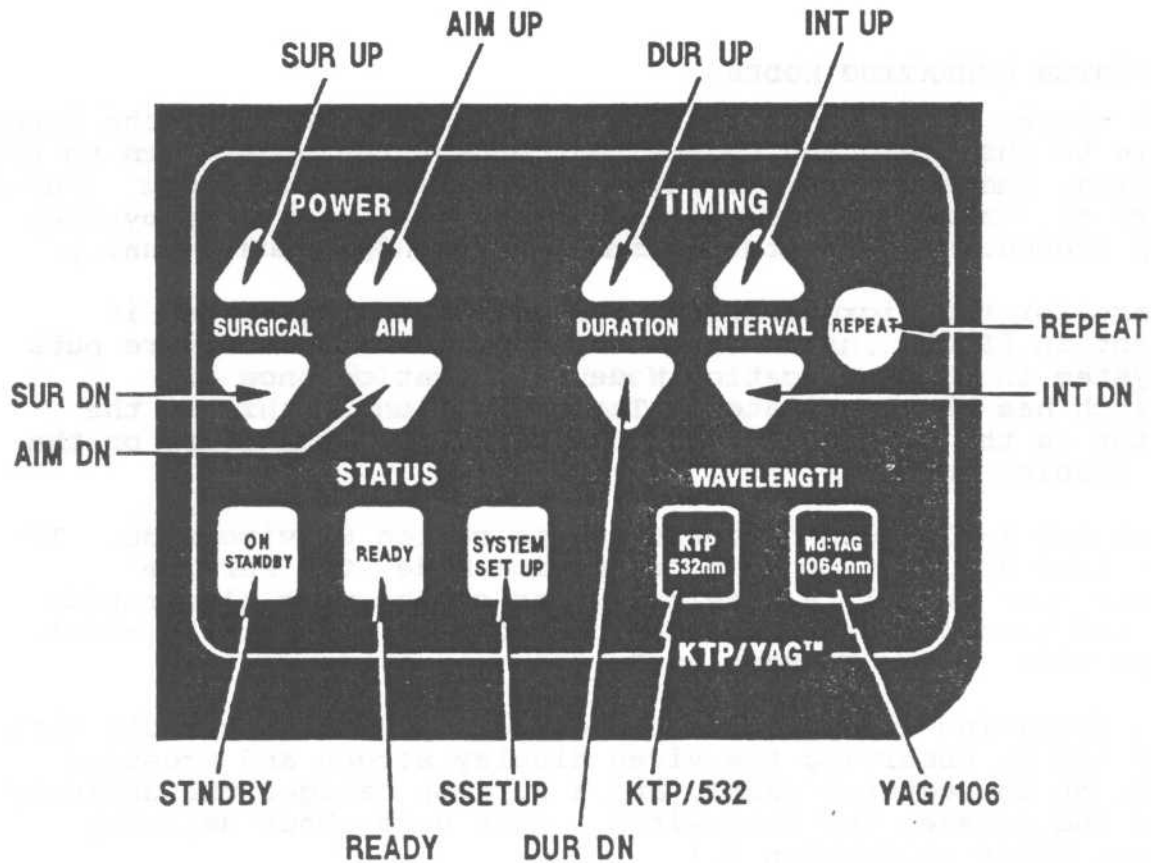 AIM UP
INT UP
SUR UP
DUR UP
POWER
TIMING
SURGICAL
AIM
DURATION
INTERVAL
REPEAT
REPEAT
SUR DN
INT DN
AIM DN
STATUS
WAVELENGTH
ON
STANDBY
READY
SYSTEM
SET UP
KTP
532nm
Nd:YAG
1064nm
KTP/YAG™
STNDBY
SSETUP
KTP/532
YAG/106
READY
DUR DN